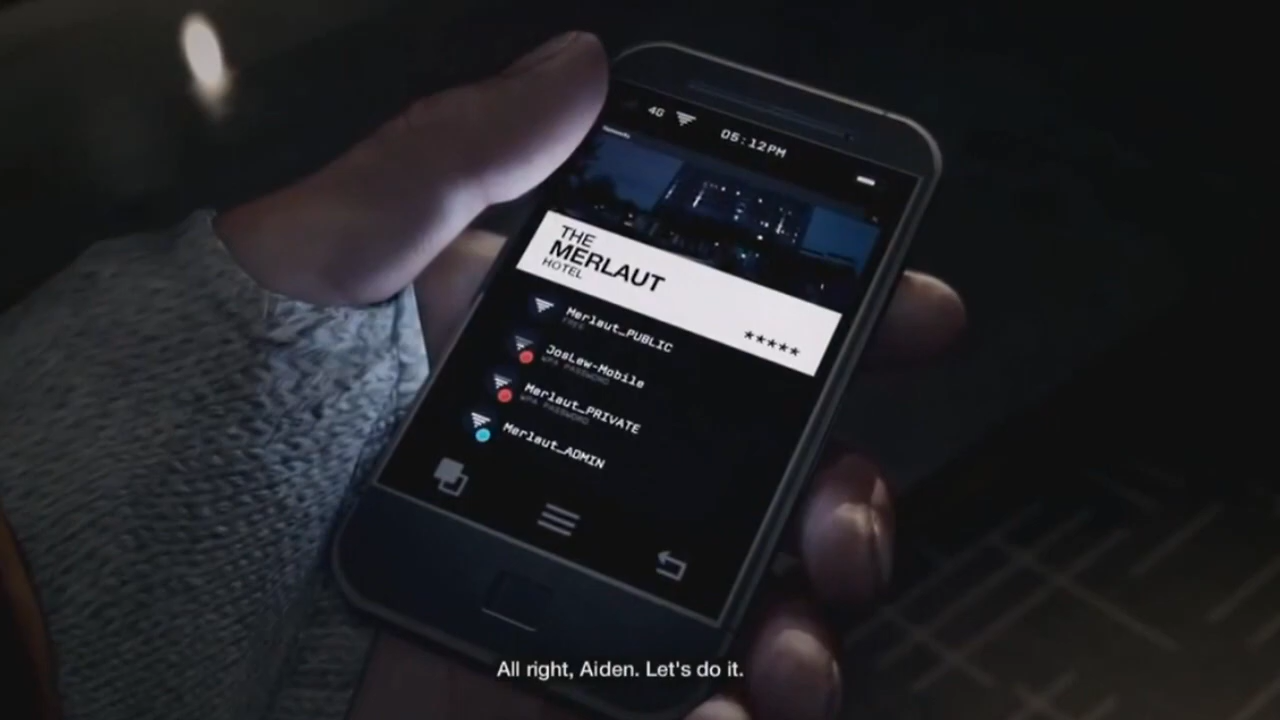 4G 05:12PM
THE
MERLAUT
HOTEL
★★★★★
Merlaut_PUBLIC
FREE
JosLew-Mobile
WPA PASSWORD
Merlaut_PRIVATE
WPA PASSWORD
Merlaut_ADMIN
All right, Aiden. Let's do it.